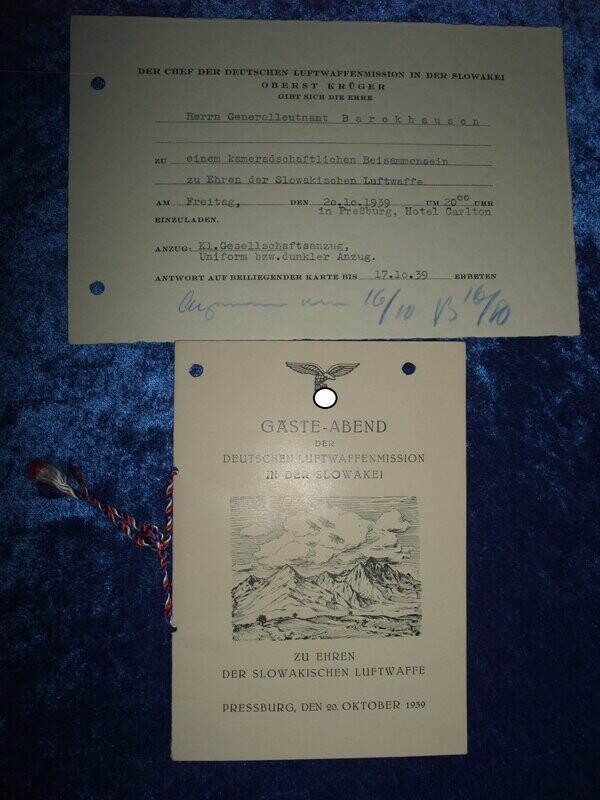 DER CHEF DER DEUTSCHEN LUFTWAFFENMISSION IN DER SLOWAKEI
OBERST KRÜGER
GIBT SICH DIE EHRE
Herrn Generalleutnant Barckhausen
ZU einem kameradschaftlichen Beisammensein
zu Ehren der Slowakischen Luftwaffe
AM Freitag, DEN 20.10.1939 UM 20⁰⁰ UHR
in Preßburg, Hotel Carlton
EINZULADEN.
ANZUG: Kl.Gesellschaftsanzug,
Uniform bzw.dunkler Anzug.
ANTWORT AUF BEILIEGENDER KARTE BIS 17.10.39 ERBETEN
16/10 16/10
GÄSTE-ABEND
DER
DEUTSCHEN LUFTWAFFENMISSION
IN DER SLOWAKEI
ZU EHREN
DER SLOWAKISCHEN LUFTWAFFE
PRESSBURG, DEN 20. OKTOBER 1939